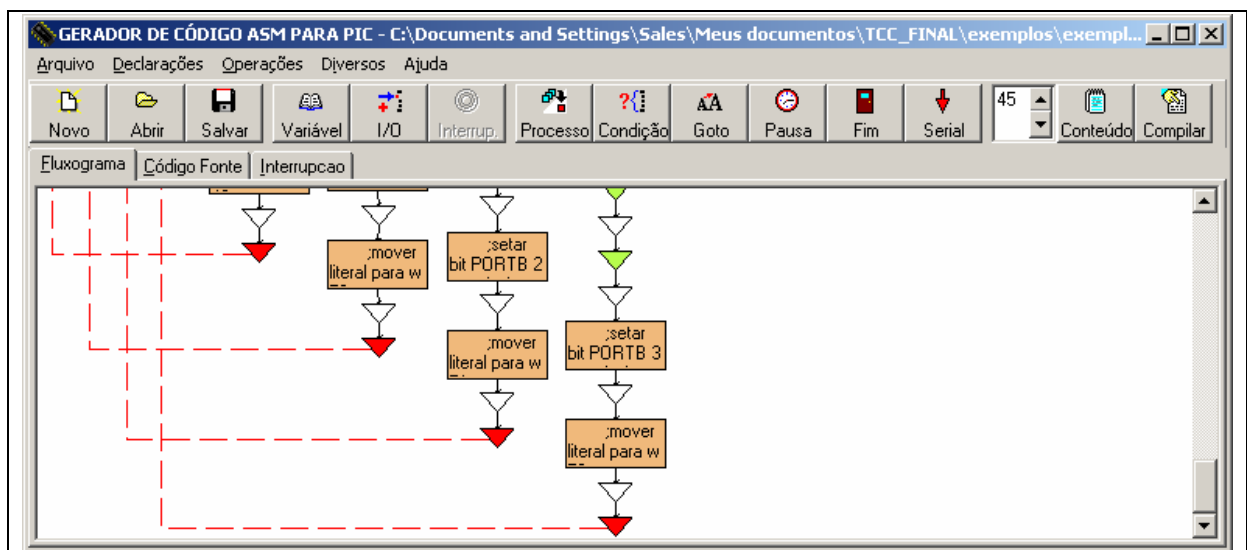 GERADOR DE CÓDIGO ASM PARA PIC - C:\Documents and Settings\Sales\Meus documentos\TCC_FINAL\exemplos\exempl...
Arquivo Declarações Operações Diversos Ajuda
Novo Abrir Salvar Variável I/O Interrup. Processo Condição Goto Pausa Fim Serial 45 Conteúdo Compilar
Fluxograma Código Fonte Interrupcao
;mover
literal para w
;setar
bit PORTB 2
;mover
literal para w
;setar
bit PORTB 3
;mover
literal para w